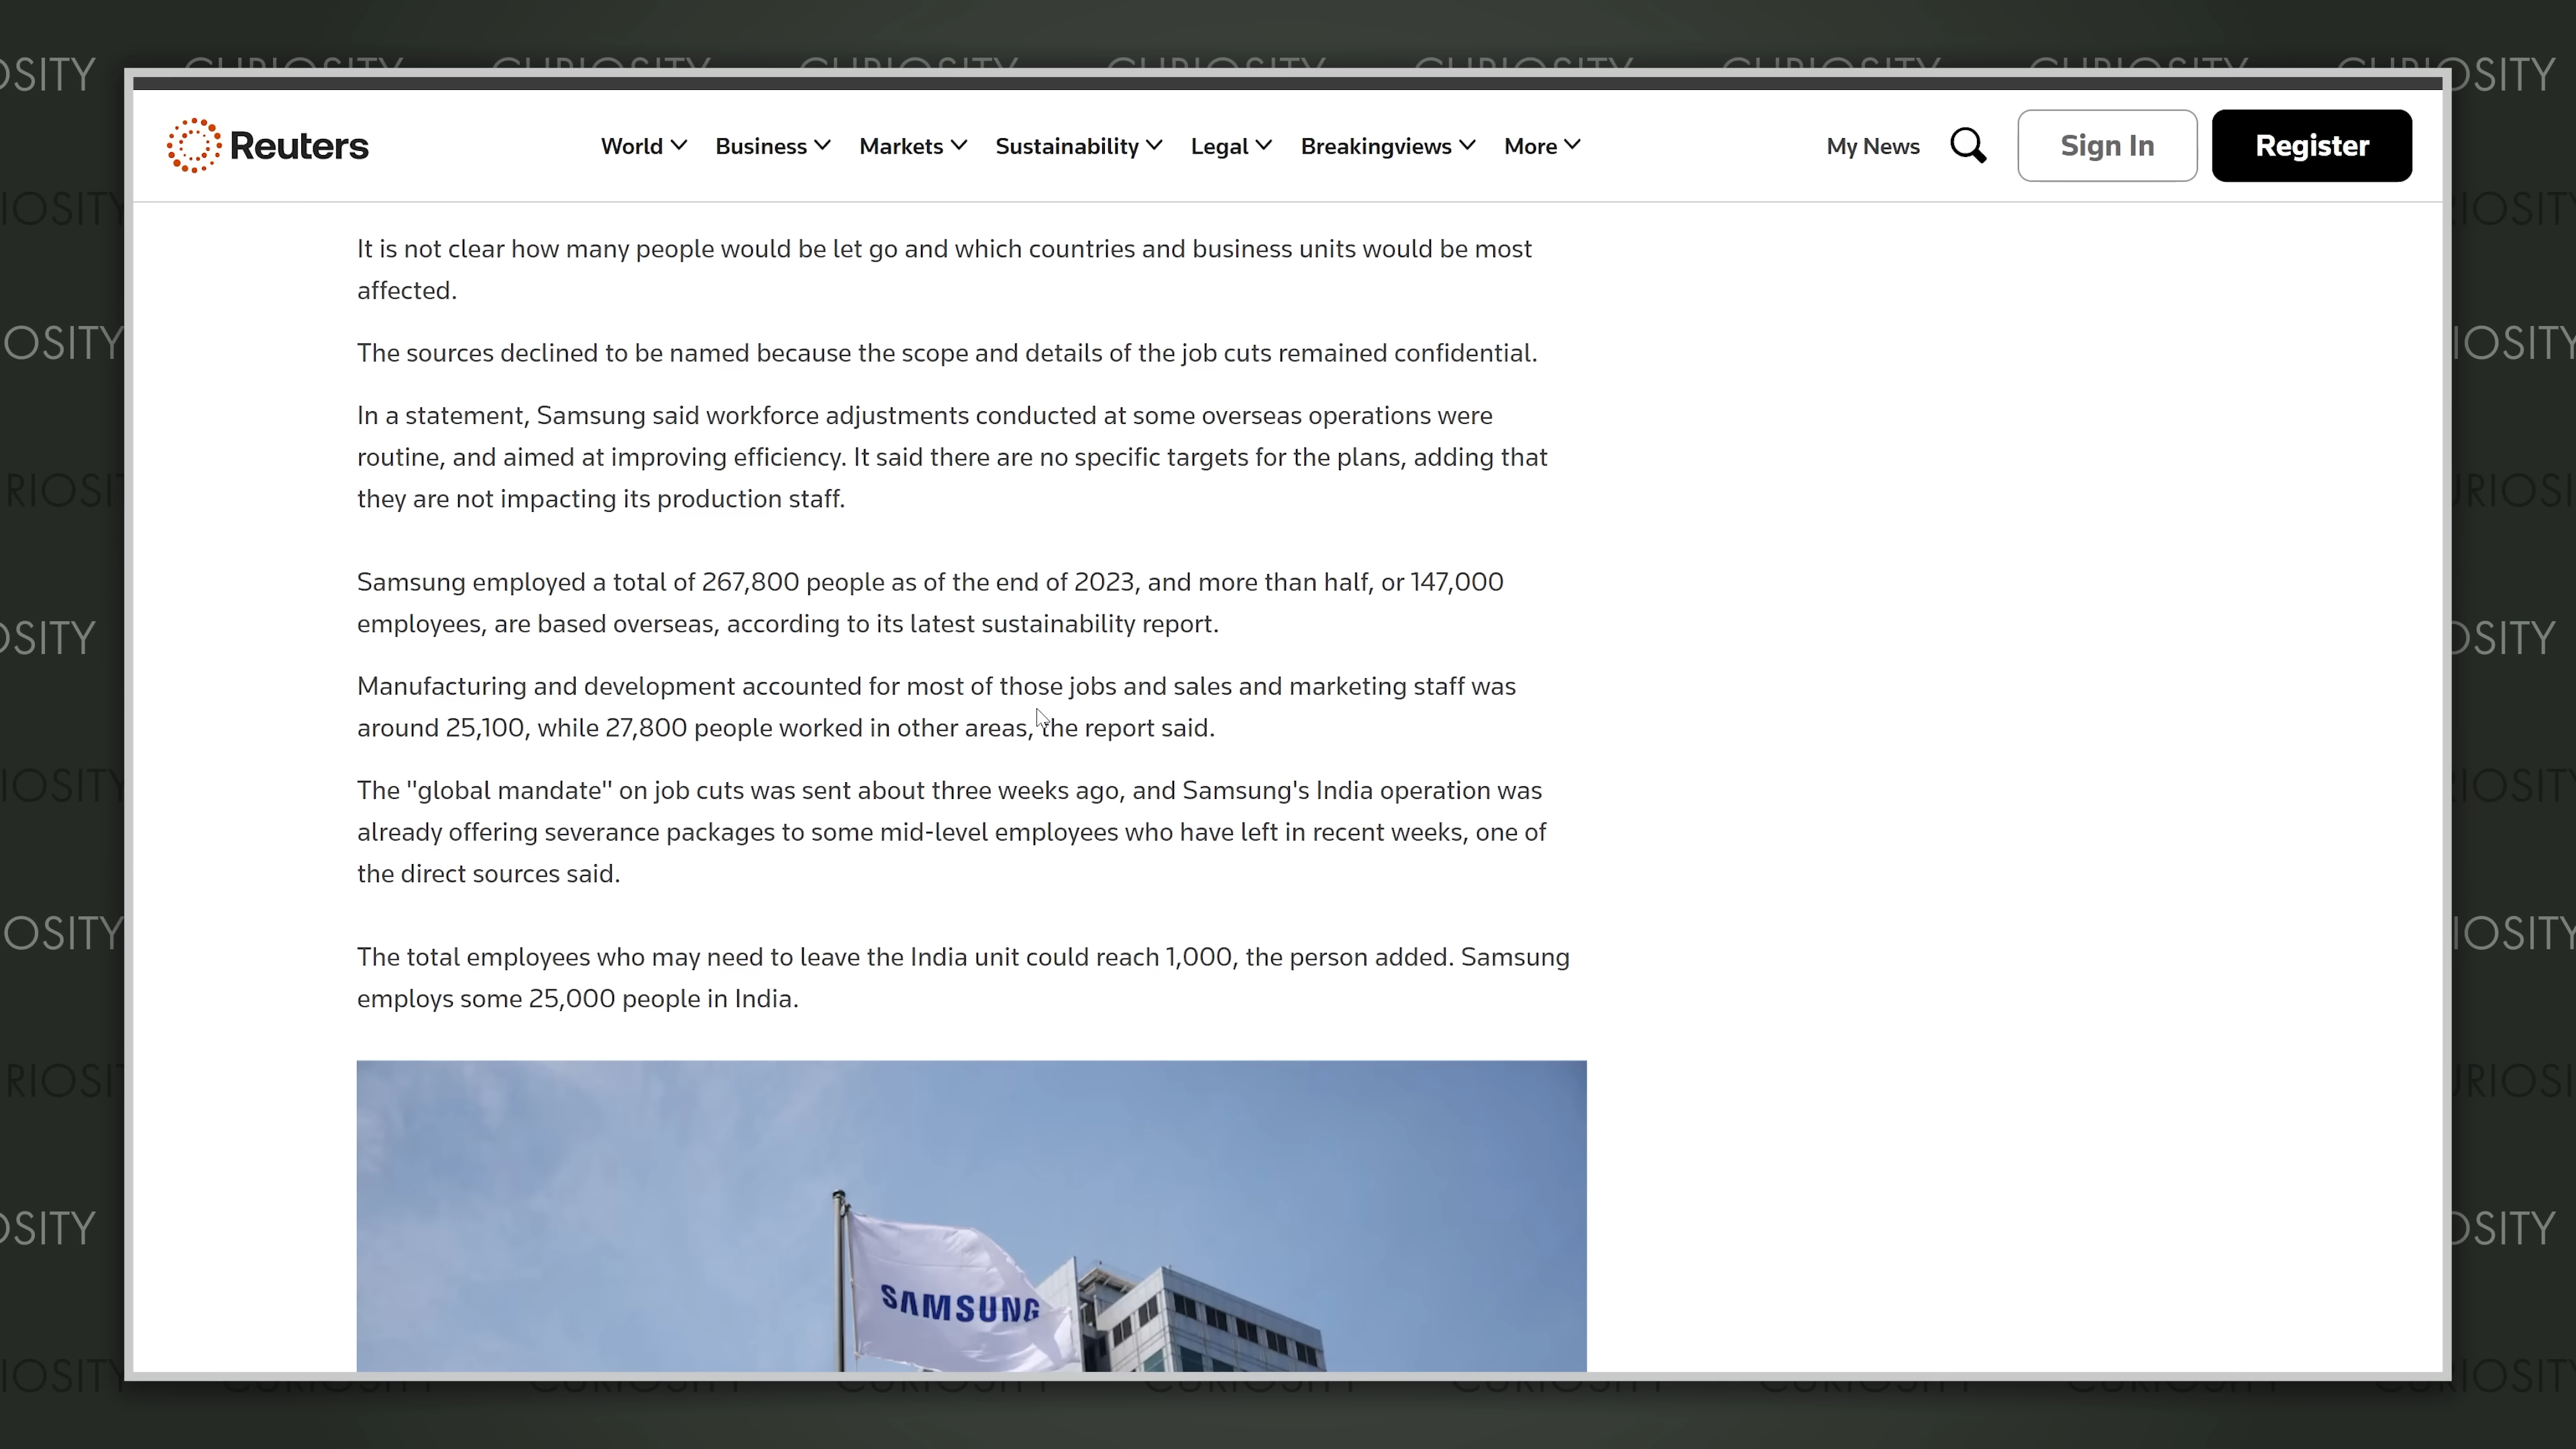 Reuters
World Business Markets Sustainability Legal Breakingviews More
My News Sign In Register
It is not clear how many people would be let go and which countries and business units would be most
affected.
The sources declined to be named because the scope and details of the job cuts remained confidential.
In a statement, Samsung said workforce adjustments conducted at some overseas operations were
routine, and aimed at improving efficiency. It said there are no specific targets for the plans, adding that
they are not impacting its production staff.
Samsung employed a total of 267,800 people as of the end of 2023, and more than half, or 147,000
employees, are based overseas, according to its latest sustainability report.
Manufacturing and development accounted for most of those jobs and sales and marketing staff was
around 25,100, while 27,800 people worked in other areas, the report said.
The "global mandate" on job cuts was sent about three weeks ago, and Samsung's India operation was
already offering severance packages to some mid-level employees who have left in recent weeks, one of
the direct sources said.
The total employees who may need to leave the India unit could reach 1,000, the person added. Samsung
employs some 25,000 people in India.
SAMSUNG